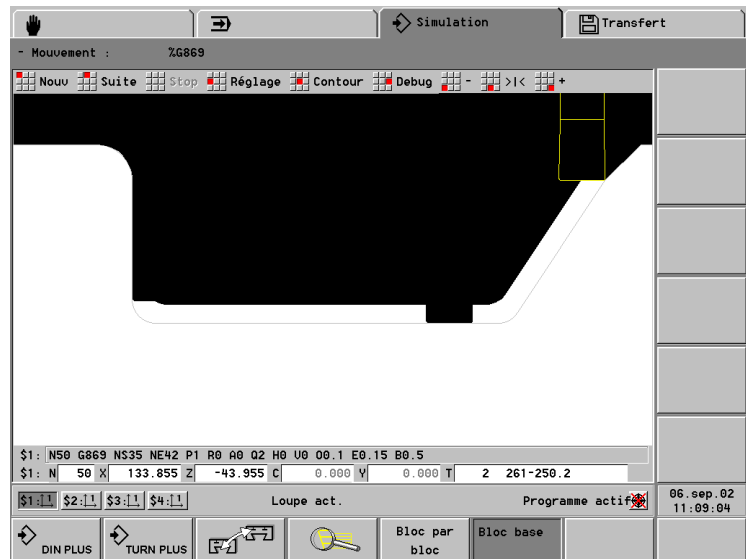 Simulation Transfert
- Mouvement : %G869
Nouv Suite Stop Réglage Contour Debug - >|< +
$1: N50 G869 NS35 NE42 P1 R0 A0 Q2 H0 V0 O0.1 E0.15 B0.5
$1: N 50 X 133.855 Z -43.955 C 0.000 Y 0.000 T 2 261-250.2
$1: $2: $3: $4: Loupe act. Programme actif 06.sep.02
11:09:04
DIN PLUS TURN PLUS Bloc par Bloc base
bloc